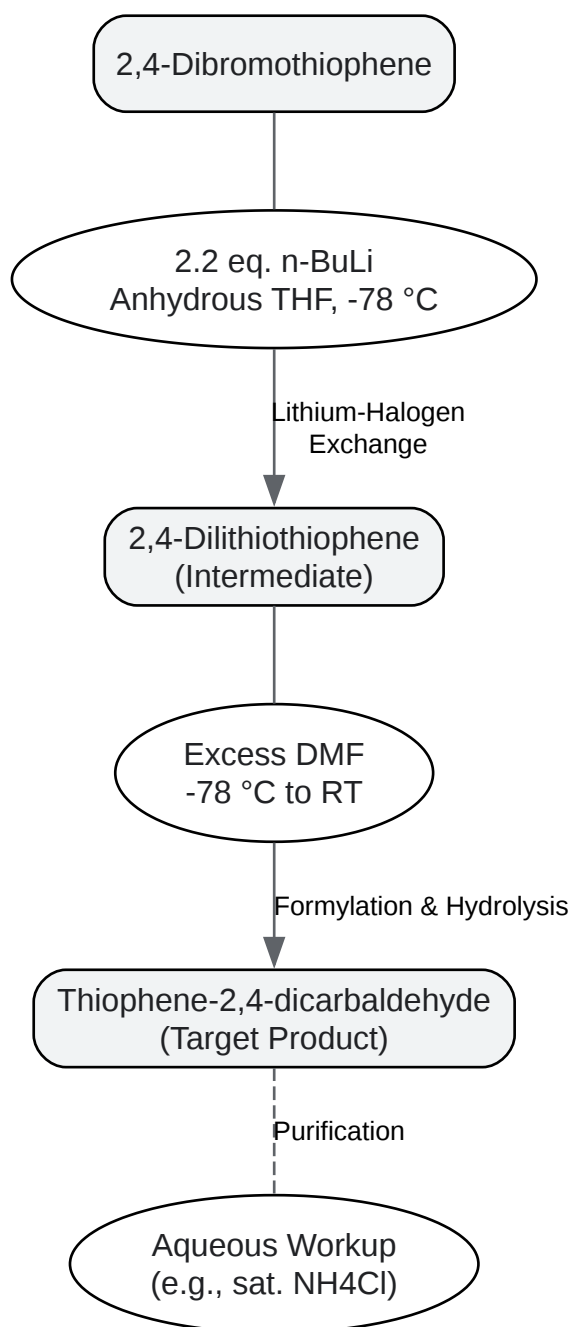 2,4-Dibromothiophene
2.2 eq. n-BuLi
Anhydrous THF, -78 °C
Lithium-Halogen
Exchange
2,4-Dilithiothiophene
(Intermediate)
Excess DMF
-78 °C to RT
Formylation & Hydrolysis
Thiophene-2,4-dicarbaldehyde
(Target Product)
Purification
Aqueous Workup
(e.g., sat. NH4Cl)